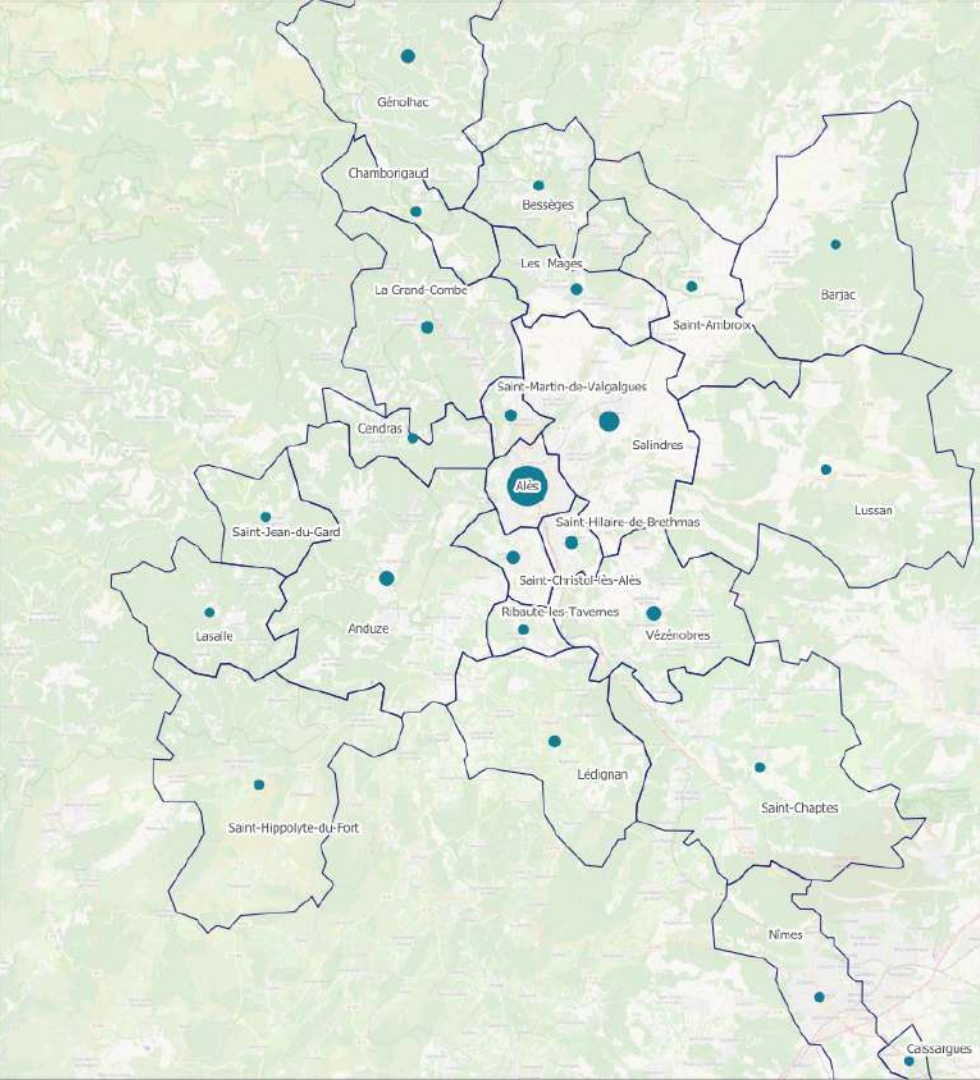 Génolhac
Chamborigaud
Bessèges
Les Mages
La Grand-Combe
Barjac
Saint-Ambroix
Saint-Martin-de-Valgalgues
Cendras
Salindres
Alès
Lussan
Saint-Hilaire-de-Brethmas
Saint-Jean-du-Gard
Saint-Christol-lès-Alès
Ribaute-les-Tavernes
Anduze
Vézénobres
Lasalle
Lédignan
Saint-Chaptes
Saint-Hippolyte-du-Fort
Nîmes
Caissargues